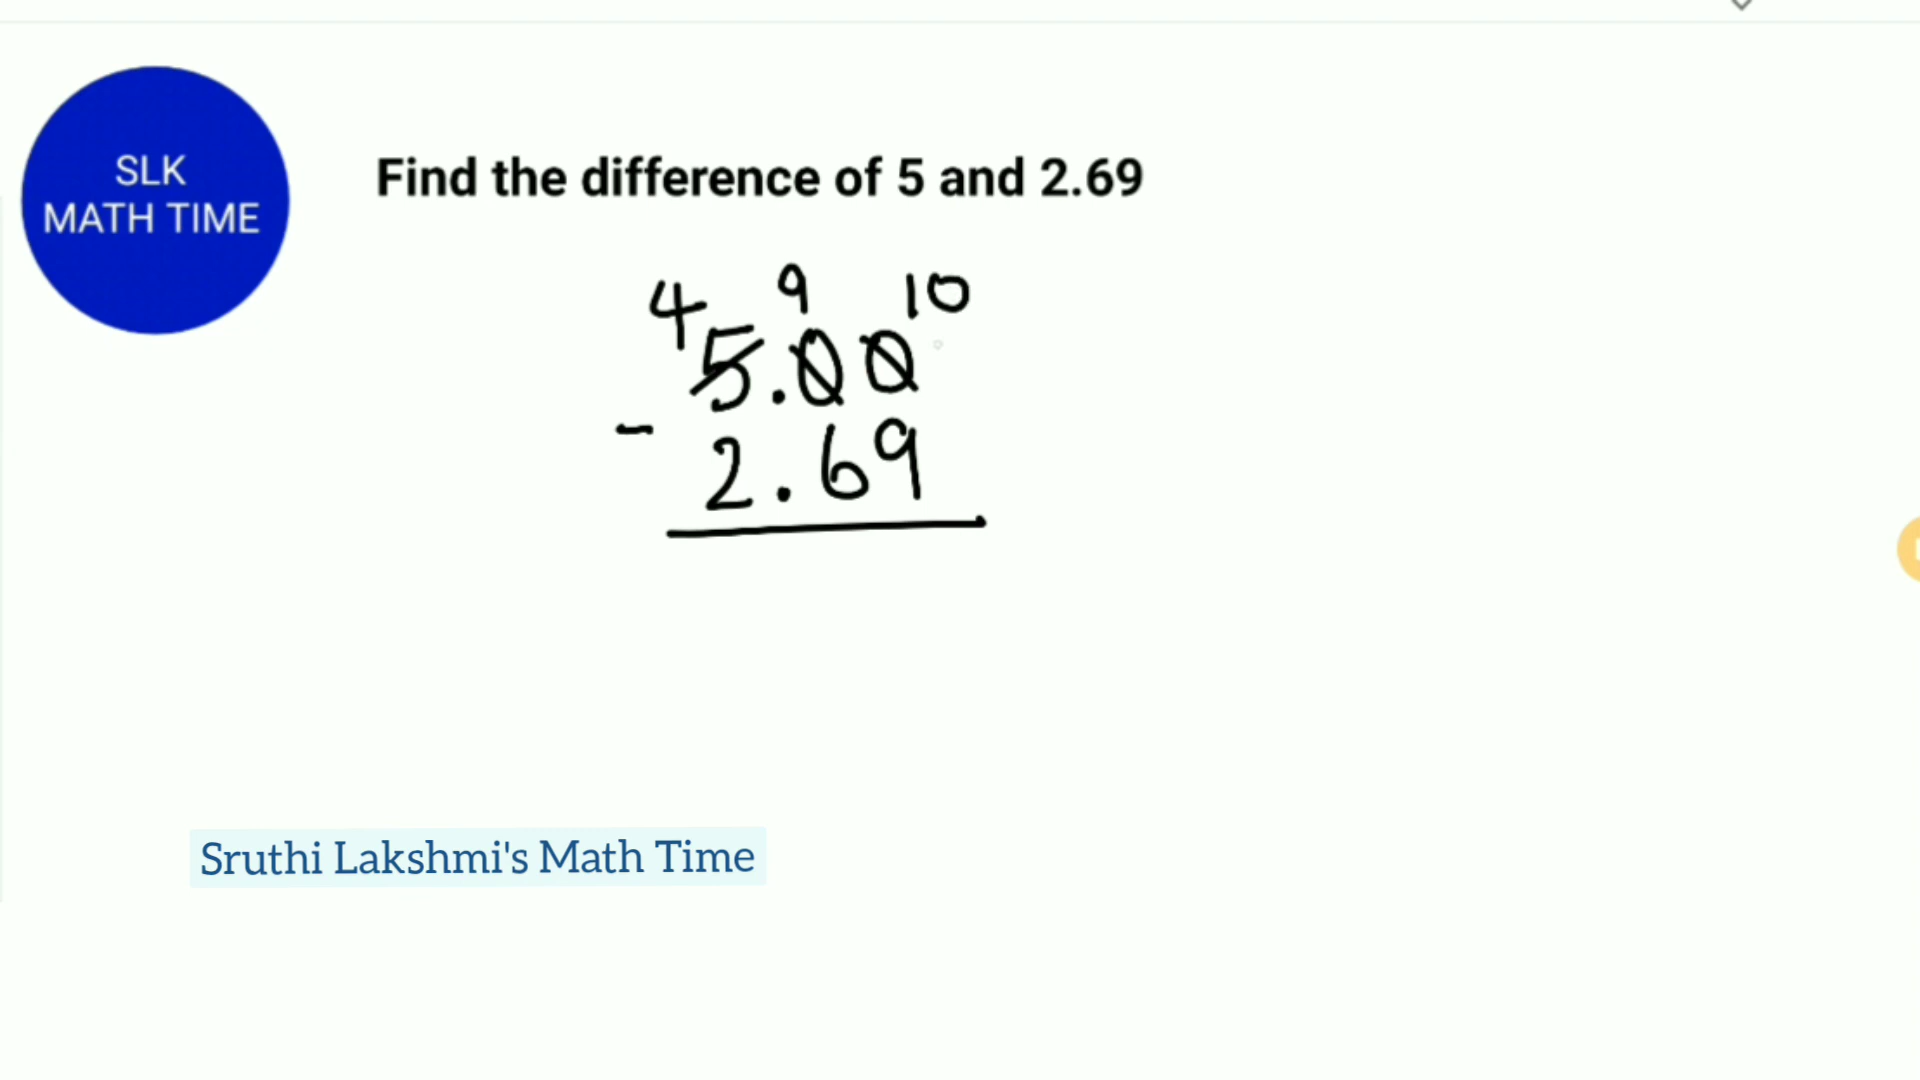 SLK
MATH TIME
Find the difference of 5 and 2.69
4 9 10
5.00
- 2.69
Sruthi Lakshmi's Math Time